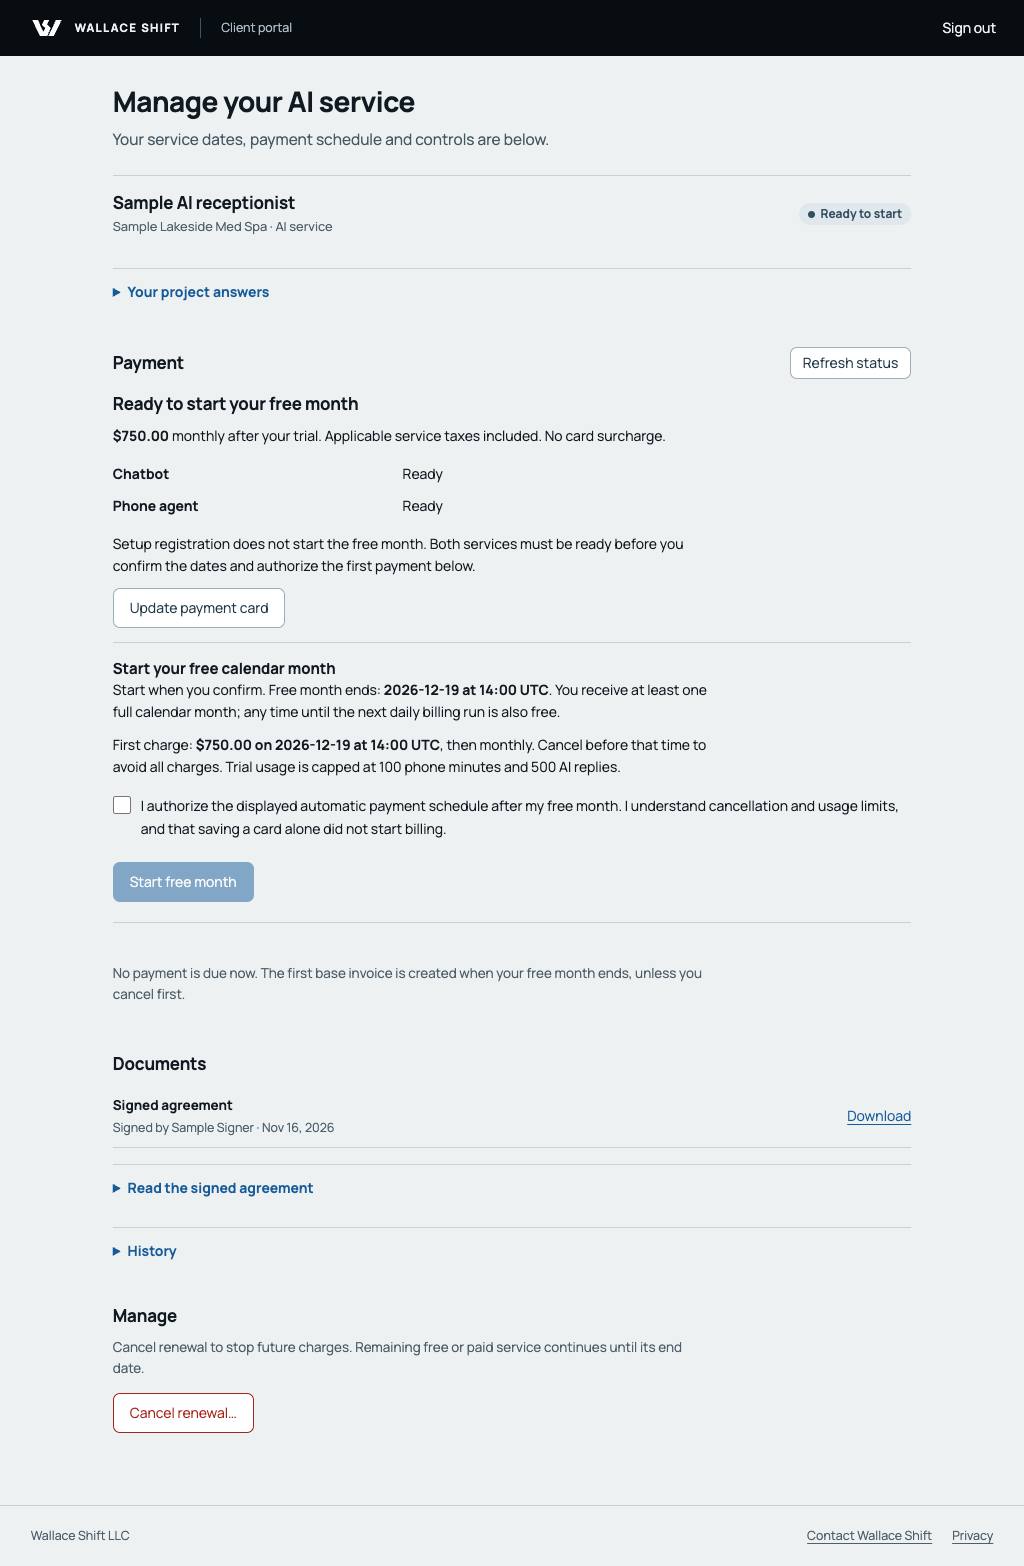 WALLACE SHIFT
Client portal
Sign out
Manage your AI service
Your service dates, payment schedule and controls are below.
Sample AI receptionist
Sample Lakeside Med Spa · AI service
Ready to start
Your project answers
Payment
Refresh status
Ready to start your free month
$750.00 monthly after your trial. Applicable service taxes included. No card surcharge.
Chatbot Ready
Phone agent Ready
Setup registration does not start the free month. Both services must be ready before you
confirm the dates and authorize the first payment below.
Update payment card
Start your free calendar month
Start when you confirm. Free month ends: 2026-12-19 at 14:00 UTC. You receive at least one
full calendar month; any time until the next daily billing run is also free.
First charge: $750.00 on 2026-12-19 at 14:00 UTC, then monthly. Cancel before that time to
avoid all charges. Trial usage is capped at 100 phone minutes and 500 AI replies.
I authorize the displayed automatic payment schedule after my free month. I understand cancellation and usage limits,
and that saving a card alone did not start billing.
Start free month
No payment is due now. The first base invoice is created when your free month ends, unless you
cancel first.
Documents
Signed agreement
Signed by Sample Signer · Nov 16, 2026
Download
Read the signed agreement
History
Manage
Cancel renewal to stop future charges. Remaining free or paid service continues until its end
date.
Cancel renewal…
Wallace Shift LLC
Contact Wallace Shift
Privacy